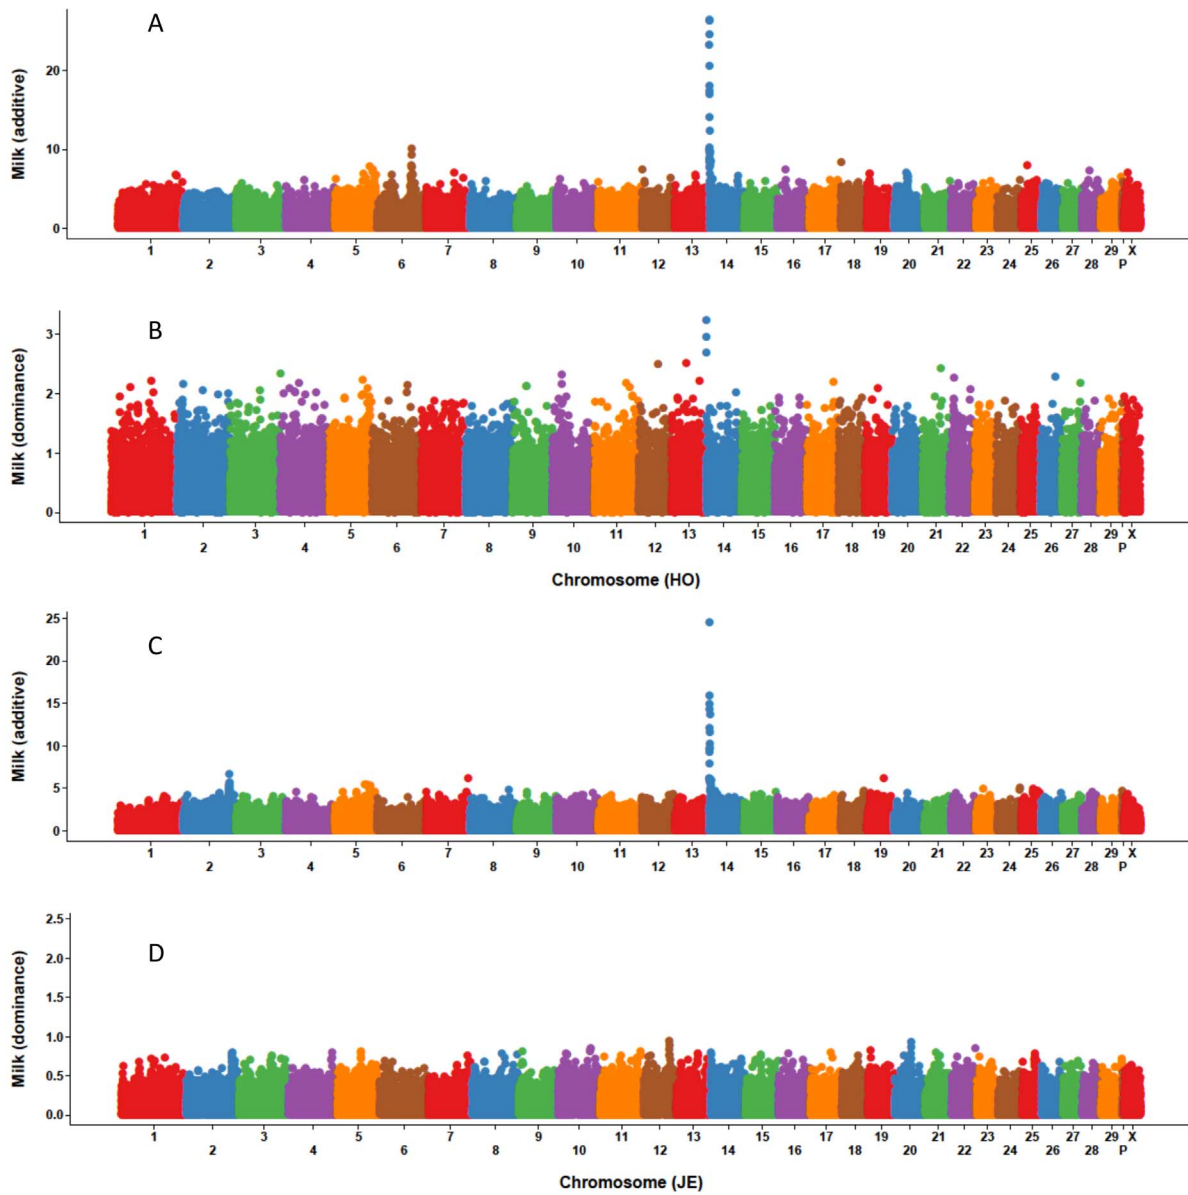 A
Milk (additive)
20
10
0
1 3 5 7 9 11 13 15 17 19 21 23 25 27 29 X
2 4 6 8 10 12 14 16 18 20 22 24 26 28 P
B
Milk (dominance)
3
2
1
0
1 3 5 7 9 11 13 15 17 19 21 23 25 27 29 X
2 4 6 8 10 12 14 16 18 20 22 24 26 28 P
Chromosome (HO)
C
Milk (additive)
25
20
15
10
5
0
1 3 5 7 9 11 13 15 17 19 21 23 25 27 29 X
2 4 6 8 10 12 14 16 18 20 22 24 26 28 P
D
Milk (dominance)
2.5
2.0
1.5
1.0
0.5
0.0
1 3 5 7 9 11 13 15 17 19 21 23 25 27 29 X
2 4 6 8 10 12 14 16 18 20 22 24 26 28 P
Chromosome (JE)